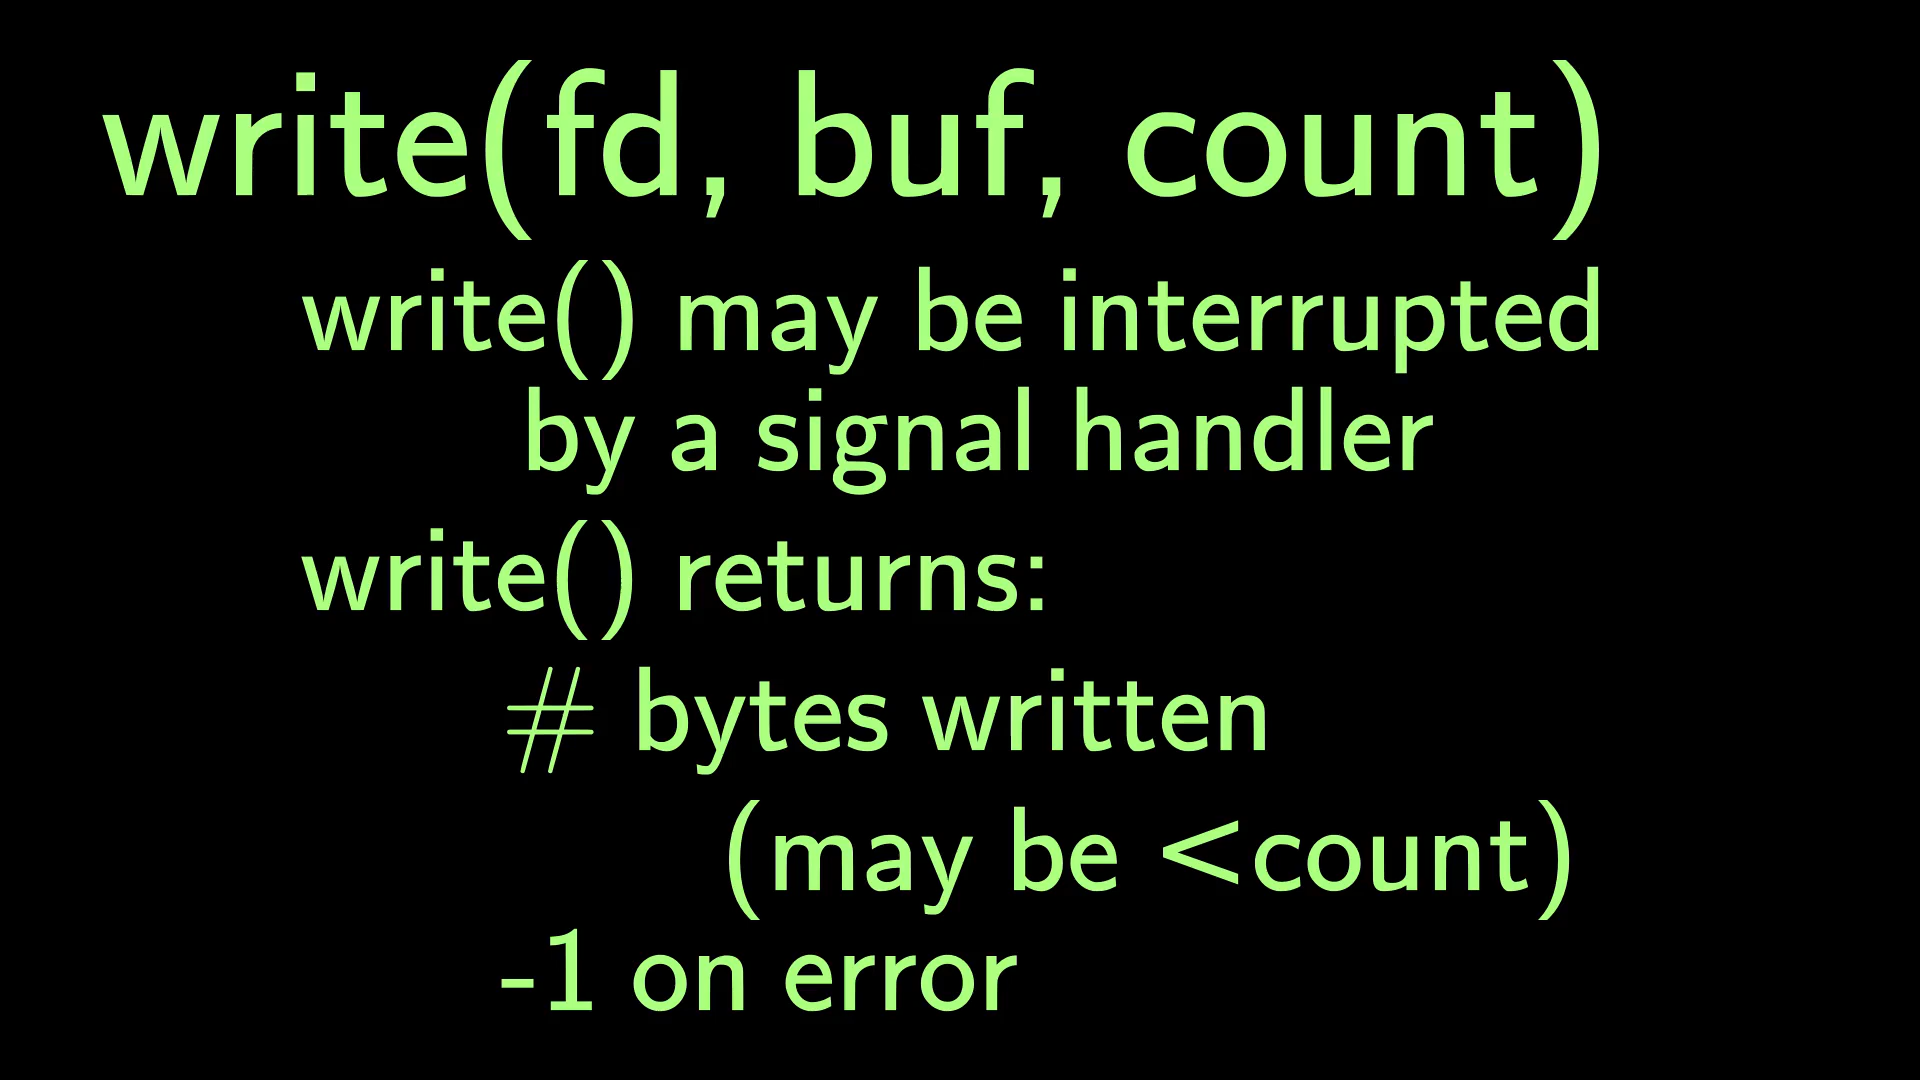 write(fd, buf, count)
write() may be interrupted
by a signal handler
write() returns:
# bytes written
(may be <count)
-1 on error